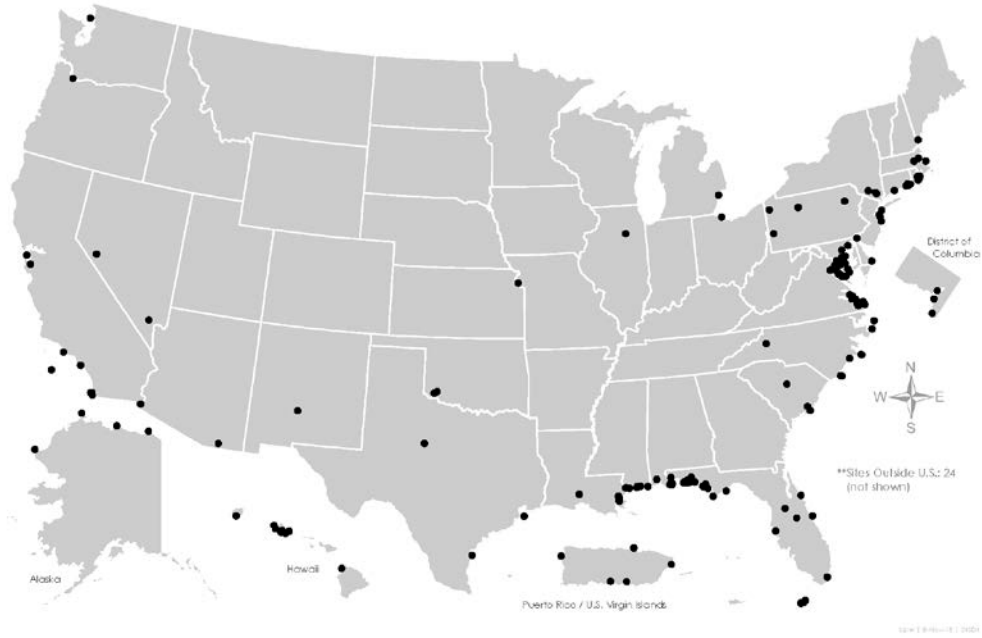 District of
Columbia
N
W E
S
**Sites Outside U.S.: 24
(not shown)
Hawaii
Alaska
Puerto Rico / U.S. Virgin Islands